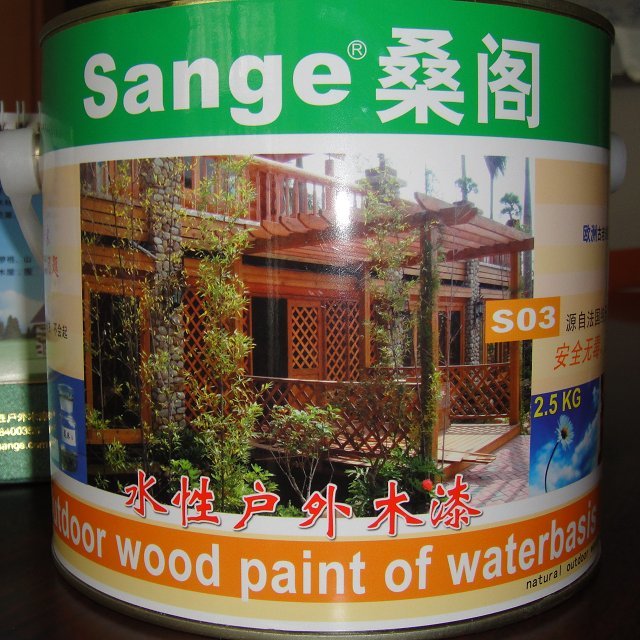 Sange® 桑阁
欧洲
S03
源自法国
安全无毒
2.5 KG
水性户外木漆
outdoor wood paint of waterbasis
natural outdoor